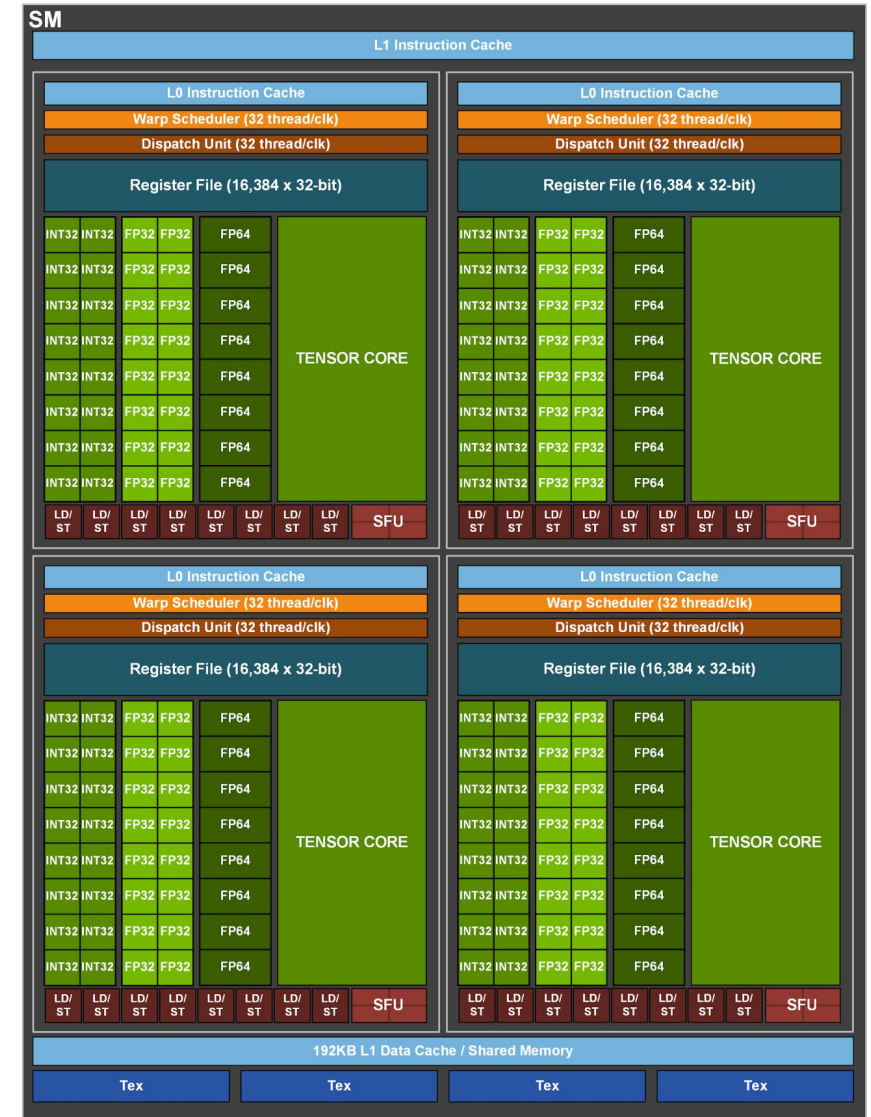 SM
L1 Instruction Cache
L0 Instruction Cache
Warp Scheduler (32 thread/clk)
Dispatch Unit (32 thread/clk)
Register File (16,384 x 32-bit)
INT32 INT32 FP32 FP32 FP64
INT32 INT32 FP32 FP32 FP64
INT32 INT32 FP32 FP32 FP64
INT32 INT32 FP32 FP32 FP64
INT32 INT32 FP32 FP32 FP64
INT32 INT32 FP32 FP32 FP64
INT32 INT32 FP32 FP32 FP64
INT32 INT32 FP32 FP32 FP64
TENSOR CORE
LD/ LD/ LD/ LD/ LD/ LD/ LD/ LD/
ST ST ST ST ST ST ST ST
SFU
L0 Instruction Cache
Warp Scheduler (32 thread/clk)
Dispatch Unit (32 thread/clk)
Register File (16,384 x 32-bit)
INT32 INT32 FP32 FP32 FP64
INT32 INT32 FP32 FP32 FP64
INT32 INT32 FP32 FP32 FP64
INT32 INT32 FP32 FP32 FP64
INT32 INT32 FP32 FP32 FP64
INT32 INT32 FP32 FP32 FP64
INT32 INT32 FP32 FP32 FP64
INT32 INT32 FP32 FP32 FP64
TENSOR CORE
LD/ LD/ LD/ LD/ LD/ LD/ LD/ LD/
ST ST ST ST ST ST ST ST
SFU
L0 Instruction Cache
Warp Scheduler (32 thread/clk)
Dispatch Unit (32 thread/clk)
Register File (16,384 x 32-bit)
INT32 INT32 FP32 FP32 FP64
INT32 INT32 FP32 FP32 FP64
INT32 INT32 FP32 FP32 FP64
INT32 INT32 FP32 FP32 FP64
INT32 INT32 FP32 FP32 FP64
INT32 INT32 FP32 FP32 FP64
INT32 INT32 FP32 FP32 FP64
INT32 INT32 FP32 FP32 FP64
TENSOR CORE
LD/ LD/ LD/ LD/ LD/ LD/ LD/ LD/
ST ST ST ST ST ST ST ST
SFU
L0 Instruction Cache
Warp Scheduler (32 thread/clk)
Dispatch Unit (32 thread/clk)
Register File (16,384 x 32-bit)
INT32 INT32 FP32 FP32 FP64
INT32 INT32 FP32 FP32 FP64
INT32 INT32 FP32 FP32 FP64
INT32 INT32 FP32 FP32 FP64
INT32 INT32 FP32 FP32 FP64
INT32 INT32 FP32 FP32 FP64
INT32 INT32 FP32 FP32 FP64
INT32 INT32 FP32 FP32 FP64
TENSOR CORE
LD/ LD/ LD/ LD/ LD/ LD/ LD/ LD/
ST ST ST ST ST ST ST ST
SFU
192KB L1 Data Cache / Shared Memory
Tex Tex Tex Tex